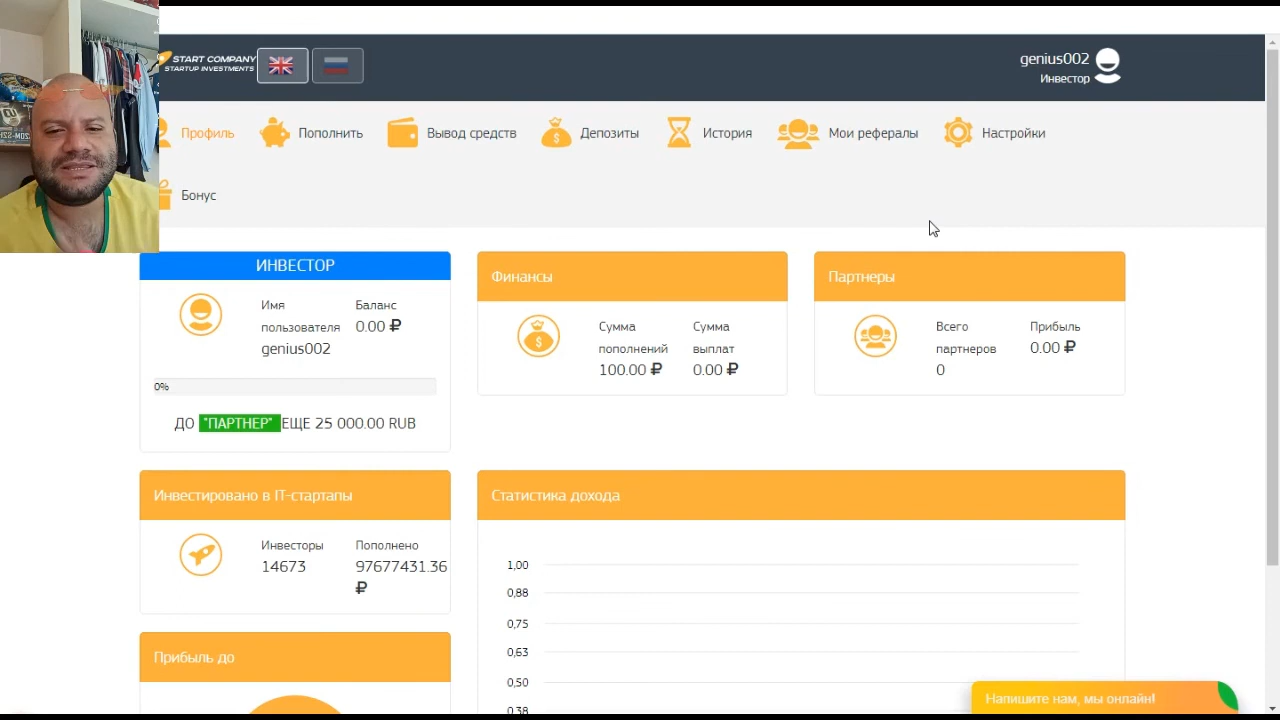 START COMPANY
STARTUP INVESTMENTS
genius002
Инвестор
Профиль
Пополнить
Вывод средств
Депозиты
История
Мои рефералы
Настройки
Бонус
ИНВЕСТОР
Имя пользователя
genius002
Баланс
0.00 ₽
0%
ДО "ПАРТНЕР" ЕЩЕ 25 000.00 RUB
Финансы
Сумма
пополнений
100.00 ₽
Сумма
выплат
0.00 ₽
Партнеры
Всего
партнеров
0
Прибыль
0.00 ₽
Инвестировано в IT-стартапы
Инвесторы
14673
Пополнено
97677431.36
₽
Статистика дохода
1,00
0,88
0,75
0,63
0,50
0,38
Прибыль до
Напишите нам, мы онлайн!